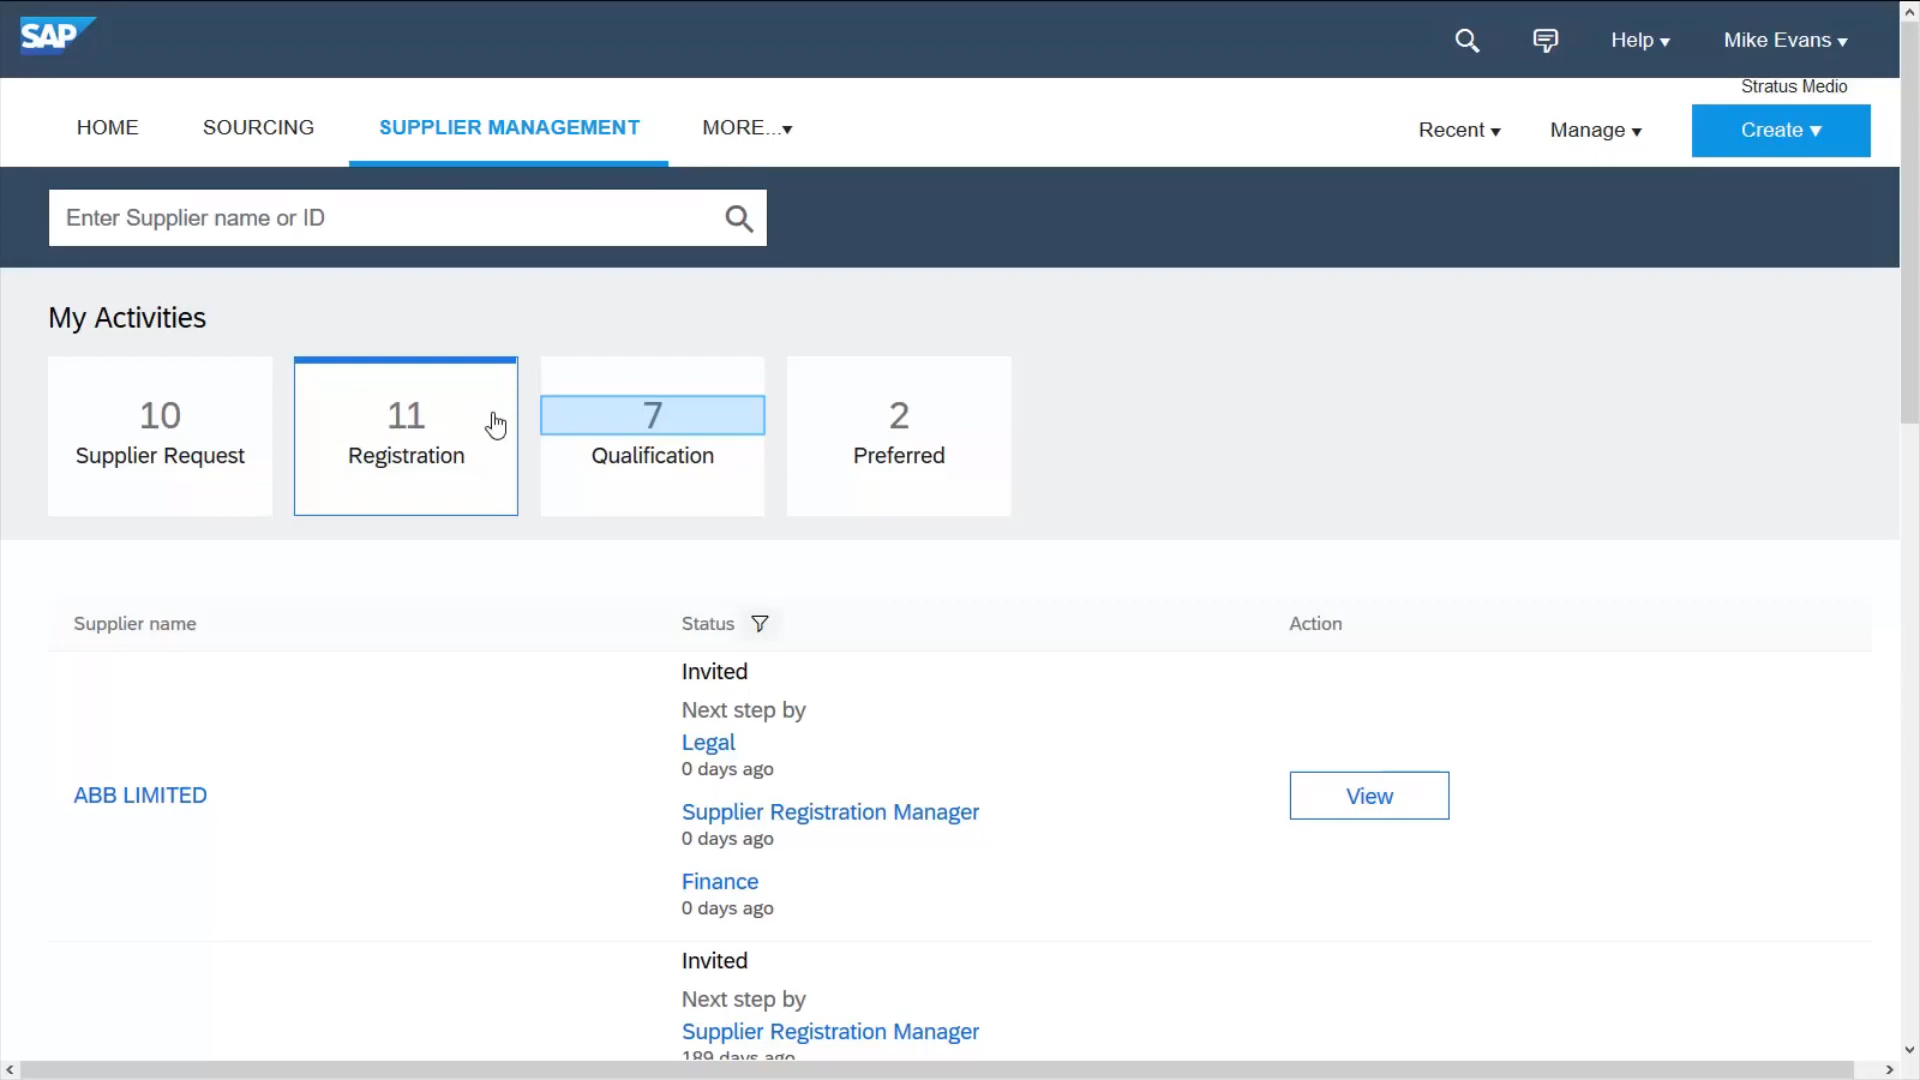 SAP
Help
Mike Evans
Stratus Medio
HOME
SOURCING
SUPPLIER MANAGEMENT
MORE...
Recent
Manage
Create
Enter Supplier name or ID
My Activities
10
Supplier Request
11
Registration
7
Qualification
2
Preferred
Supplier name
Status
Action
Invited
Next step by
Legal
0 days ago
ABB LIMITED
View
Supplier Registration Manager
0 days ago
Finance
0 days ago
Invited
Next step by
Supplier Registration Manager
189 days ago